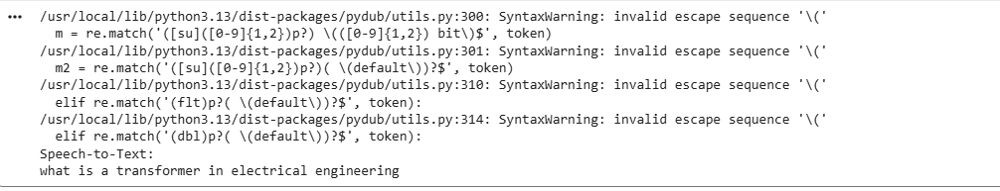 /usr/local/lib/python3.13/dist-packages/pydub/utils.py:300: SyntaxWarning: invalid escape sequence '\('
  m = re.match('([su]([0-9]{1,2})p?) \(([0-9]{1,2}) bit\)$', token)
/usr/local/lib/python3.13/dist-packages/pydub/utils.py:301: SyntaxWarning: invalid escape sequence '\('
  m2 = re.match('([su]([0-9]{1,2})p?)( \(default\))?$', token)
/usr/local/lib/python3.13/dist-packages/pydub/utils.py:310: SyntaxWarning: invalid escape sequence '\('
  elif re.match('(flt)p?( \(default\))?$', token):
/usr/local/lib/python3.13/dist-packages/pydub/utils.py:314: SyntaxWarning: invalid escape sequence '\('
  elif re.match('(dbl)p?( \(default\))?$', token):
Speech-to-Text:
what is a transformer in electrical engineering